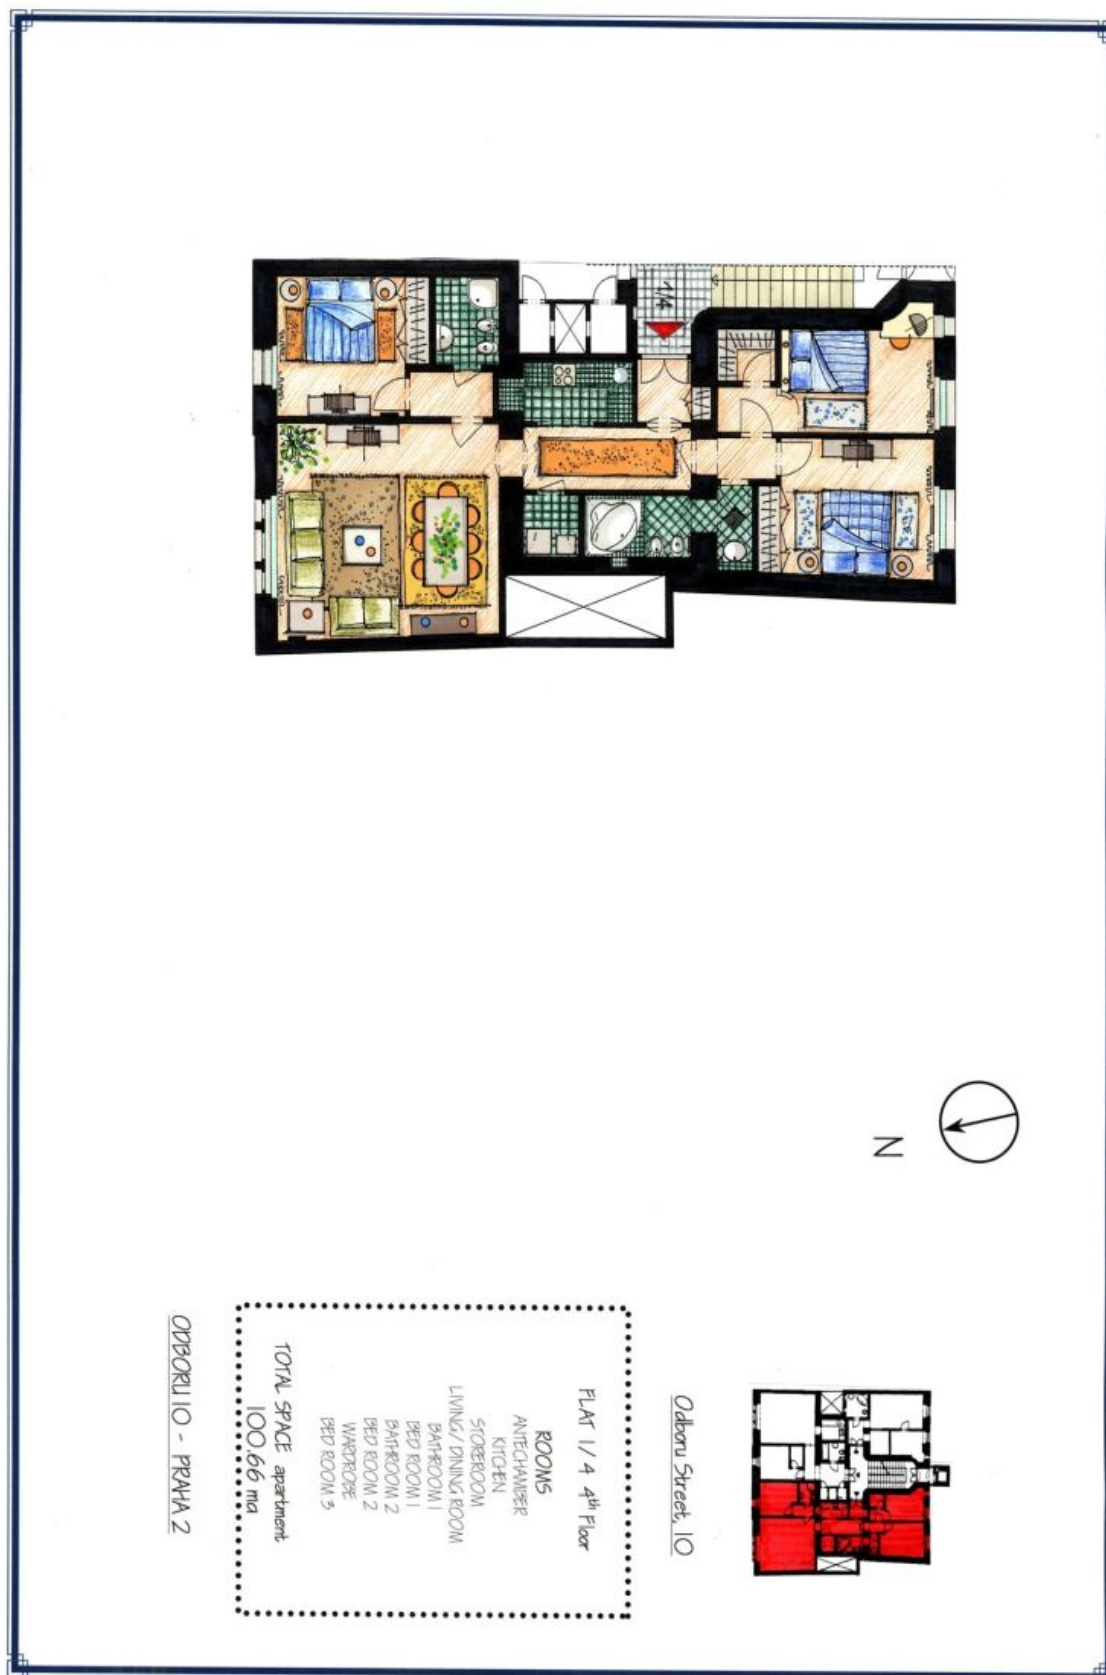 1/4
N
Odboru Street, 10
FLAT 1/4 4th Floor
ROOMS
ANTECHAMBER
KITCHEN
STOREROOM
LIVING/DINING ROOM
BATHROOM 1
BED ROOM 1
BATHROOM 2
BED ROOM 2
WARDROBE
BED ROOM 3
TOTAL SPACE apartment
100,66 mq
ODBORU 10 - PRAHA 2